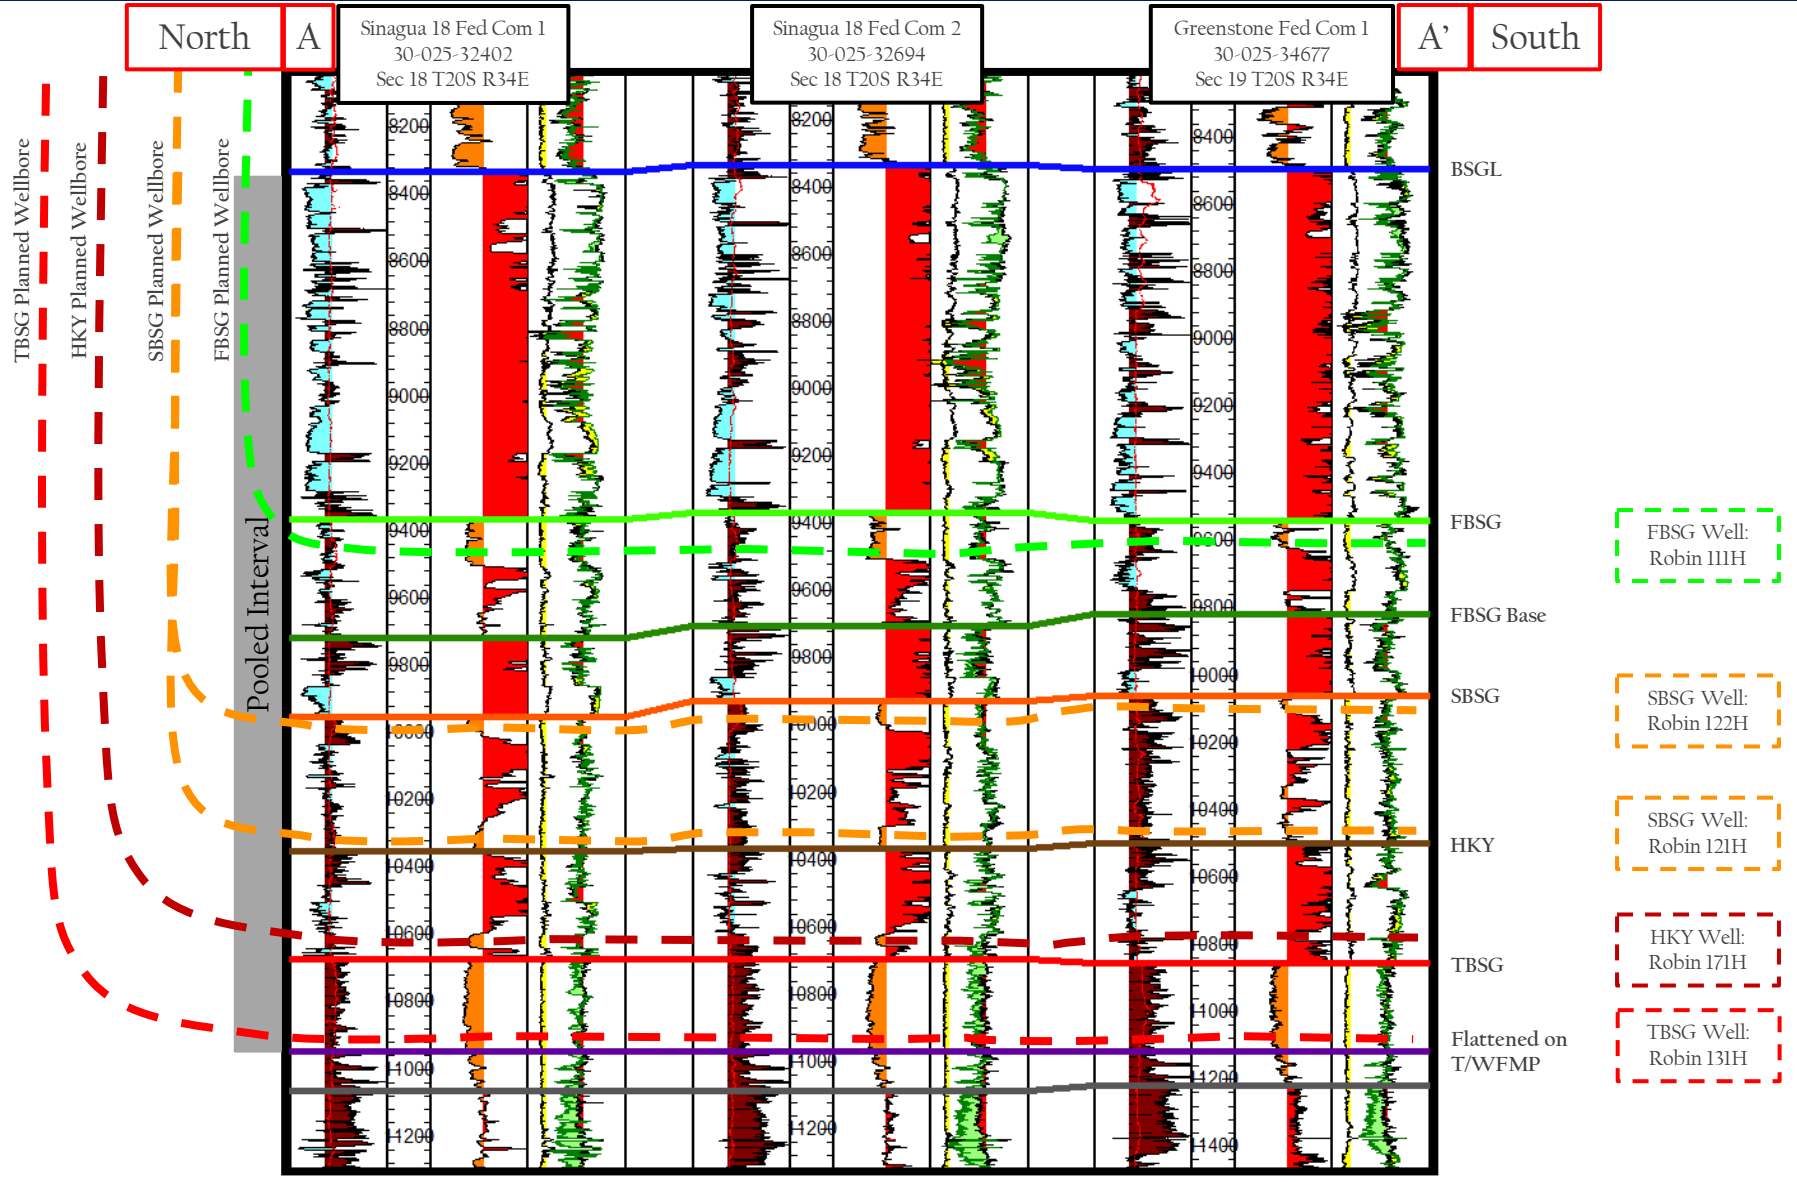 North
A
Sinagua 18 Fed Com 1
30-025-32402
Sec 18 T20S R34E
Sinagua 18 Fed Com 2
30-025-32694
Sec 18 T20S R34E
Greenstone Fed Com 1
30-025-34677
Sec 19 T20S R34E
A'
South
TBSG Planned Wellbore
HKY Planned Wellbore
SBSG Planned Wellbore
FBSG Planned Wellbore
Pooled Interval
8200
8400
8600
8800
9000
9200
9400
9600
9800
10000
10200
10400
10600
10800
11000
11200
8200
8400
8600
8800
9000
9200
9400
9600
9800
10000
10200
10400
10600
10800
11000
11200
8400
8600
8800
9000
9200
9400
9600
9800
10000
10200
10400
10600
10800
11000
11200
11400
BSGL
FBSG
FBSG Base
SBSG
HKY
TBSG
Flattened on
T/WFMP
FBSG Well:
Robin 111H
SBSG Well:
Robin 122H
SBSG Well:
Robin 121H
HKY Well:
Robin 171H
TBSG Well:
Robin 131H